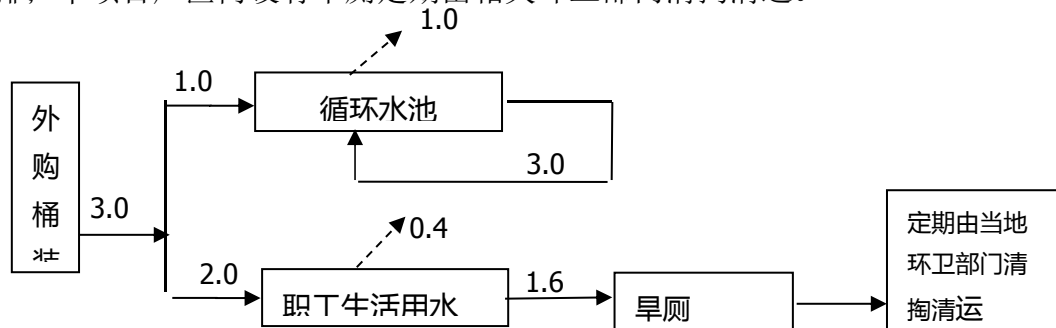 1.0
1.0
循环水池
外
购
桶
装
3.0
3.0
0.4
2.0
职工生活用水
1.6
旱厕
定期由当地
环卫部门清
掏清运